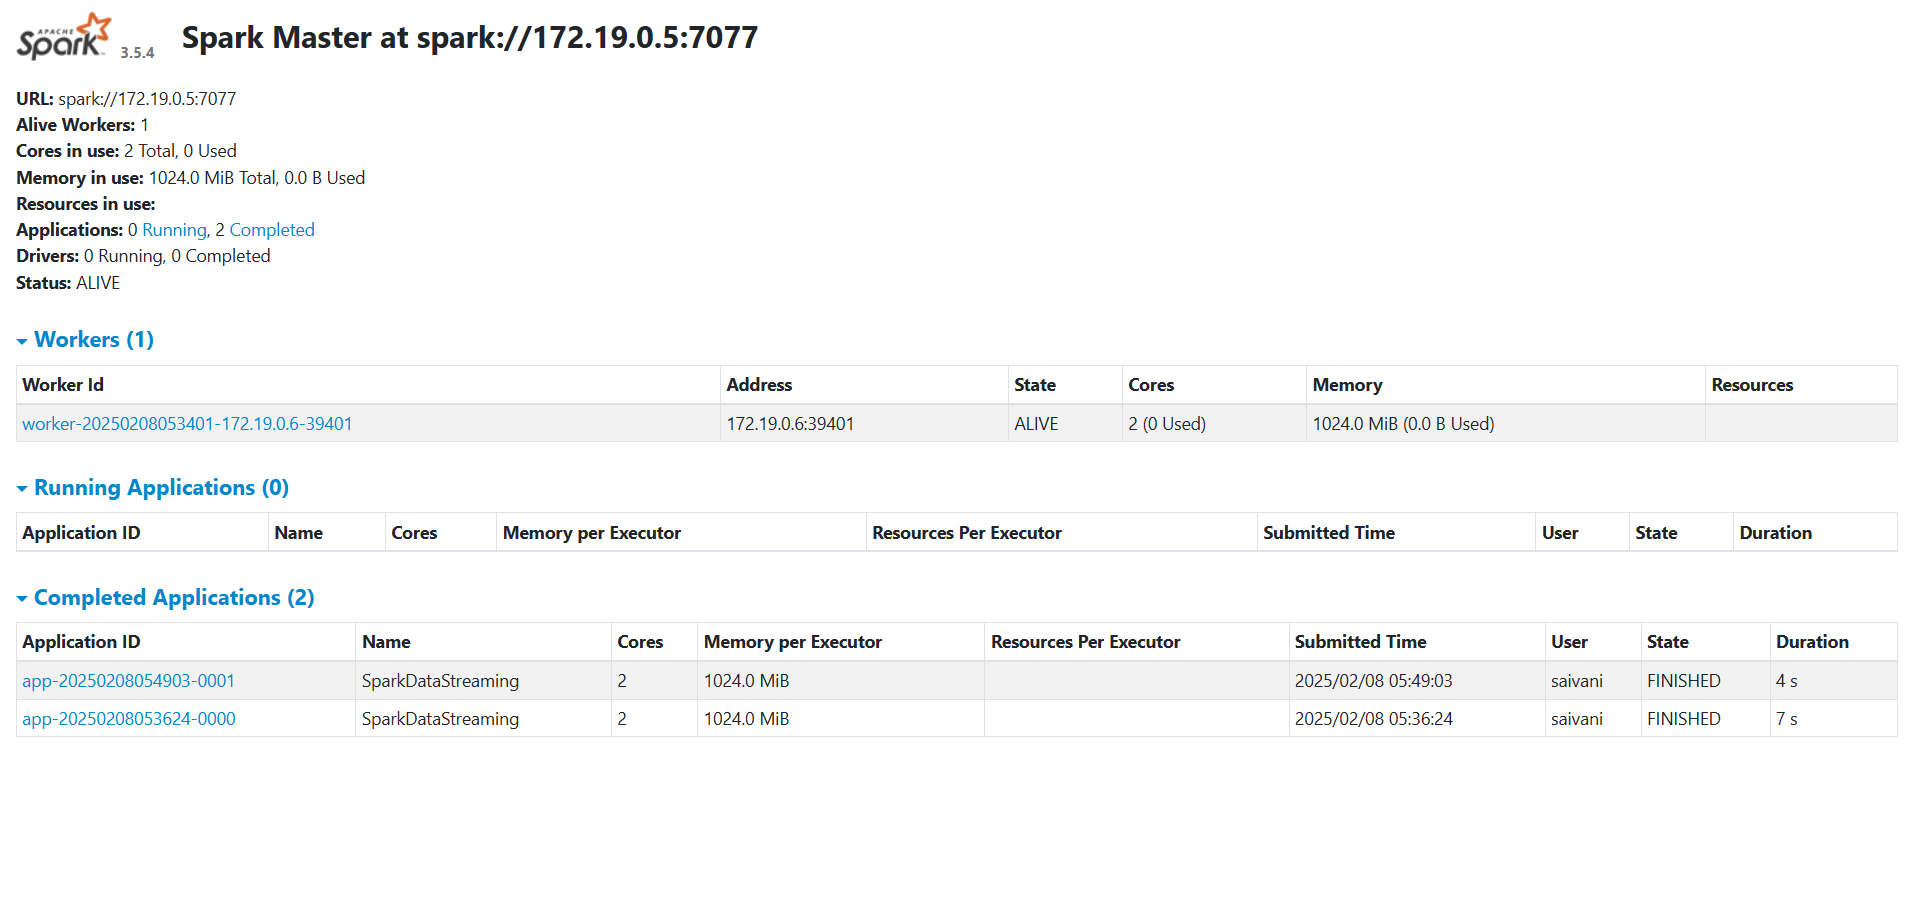 APACHE
Spark 3.5.4 Spark Master at spark://172.19.0.5:7077
URL: spark://172.19.0.5:7077
Alive Workers: 1
Cores in use: 2 Total, 0 Used
Memory in use: 1024.0 MiB Total, 0.0 B Used
Resources in use:
Applications: 0 Running, 2 Completed
Drivers: 0 Running, 0 Completed
Status: ALIVE
Workers (1)
Worker Id Address State Cores Memory Resources
worker-20250208053401-172.19.0.6-39401 172.19.0.6:39401 ALIVE 2 (0 Used) 1024.0 MiB (0.0 B Used)
Running Applications (0)
Application ID Name Cores Memory per Executor Resources Per Executor Submitted Time User State Duration
Completed Applications (2)
Application ID Name Cores Memory per Executor Resources Per Executor Submitted Time User State Duration
app-20250208054903-0001 SparkDataStreaming 2 1024.0 MiB 2025/02/08 05:49:03 saivani FINISHED 4 s
app-20250208053624-0000 SparkDataStreaming 2 1024.0 MiB 2025/02/08 05:36:24 saivani FINISHED 7 s